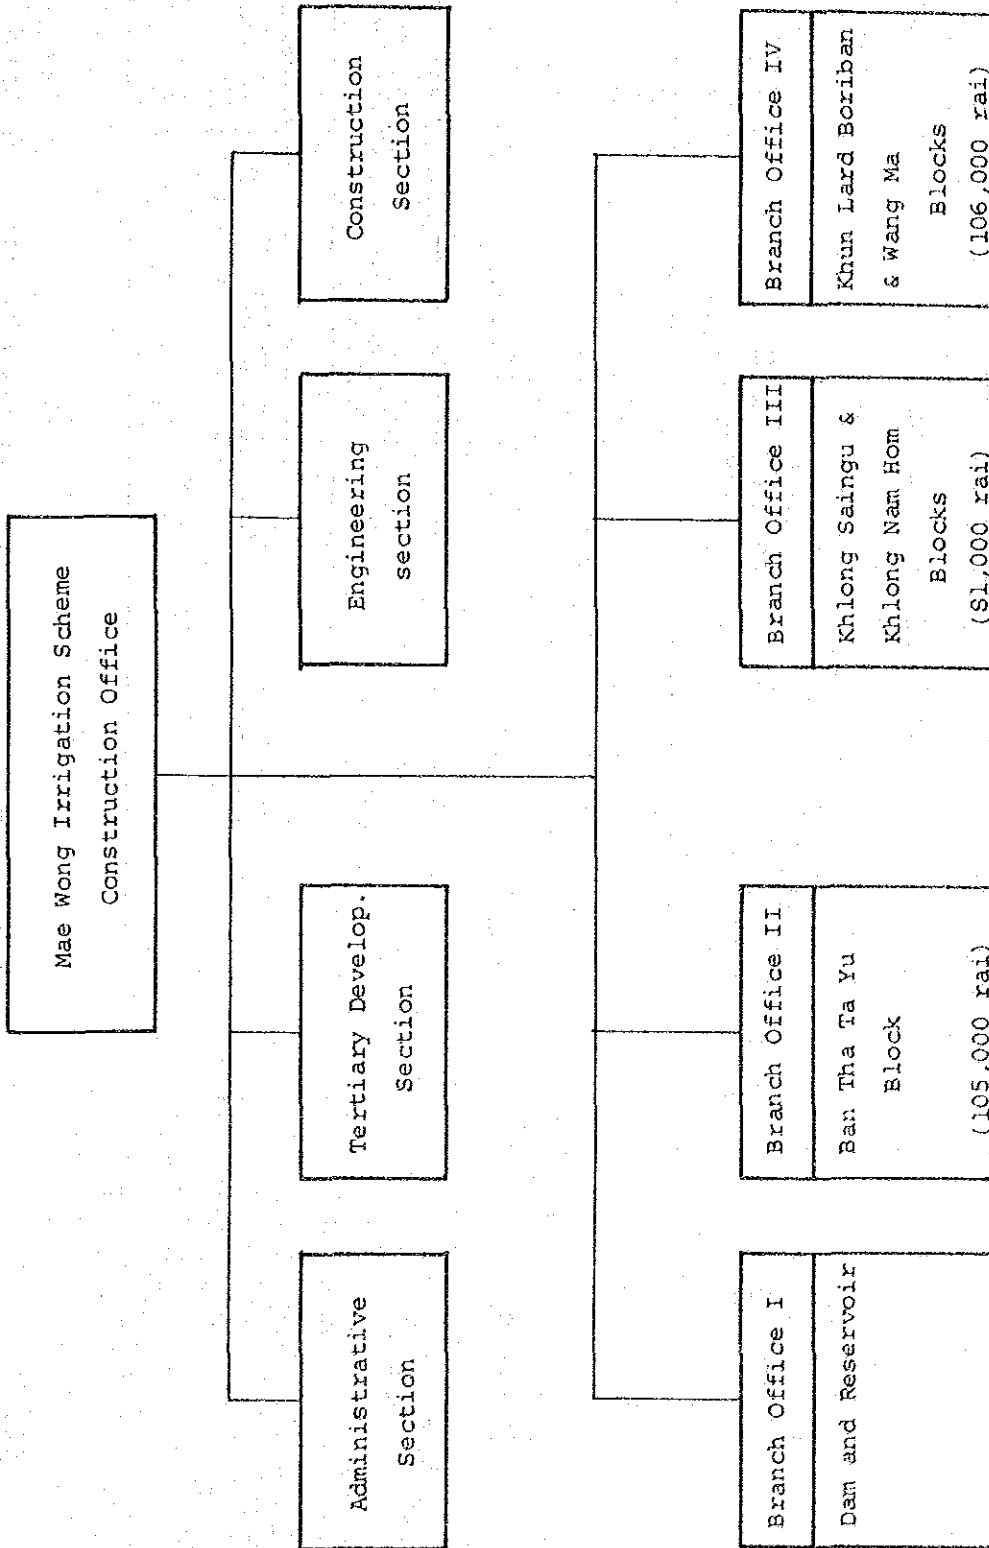 Mae Wong Irrigation Scheme
Construction Office
Administrative
Section
Tertiary Develop.
Section
Engineering
section
Construction
Section
Branch Office I
Dam and Reservoir
Branch Office II
Ban Tha Ta Yu
Block
(105,000 rai)
Branch Office III
Khlong Saingu &
Khlong Nam Hom
Blocks
(81,000 rai)
Branch Office IV
Khun Lard Boriban
& Wang Ma
Blocks
(106,000 rai)